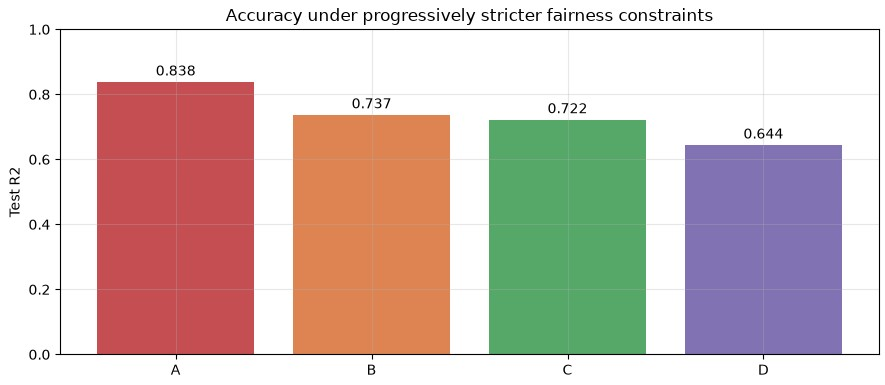 Accuracy under progressively stricter fairness constraints
Test R2
1.0
0.8
0.6
0.4
0.2
0.0
0.838
0.737
0.722
0.644
A
B
C
D